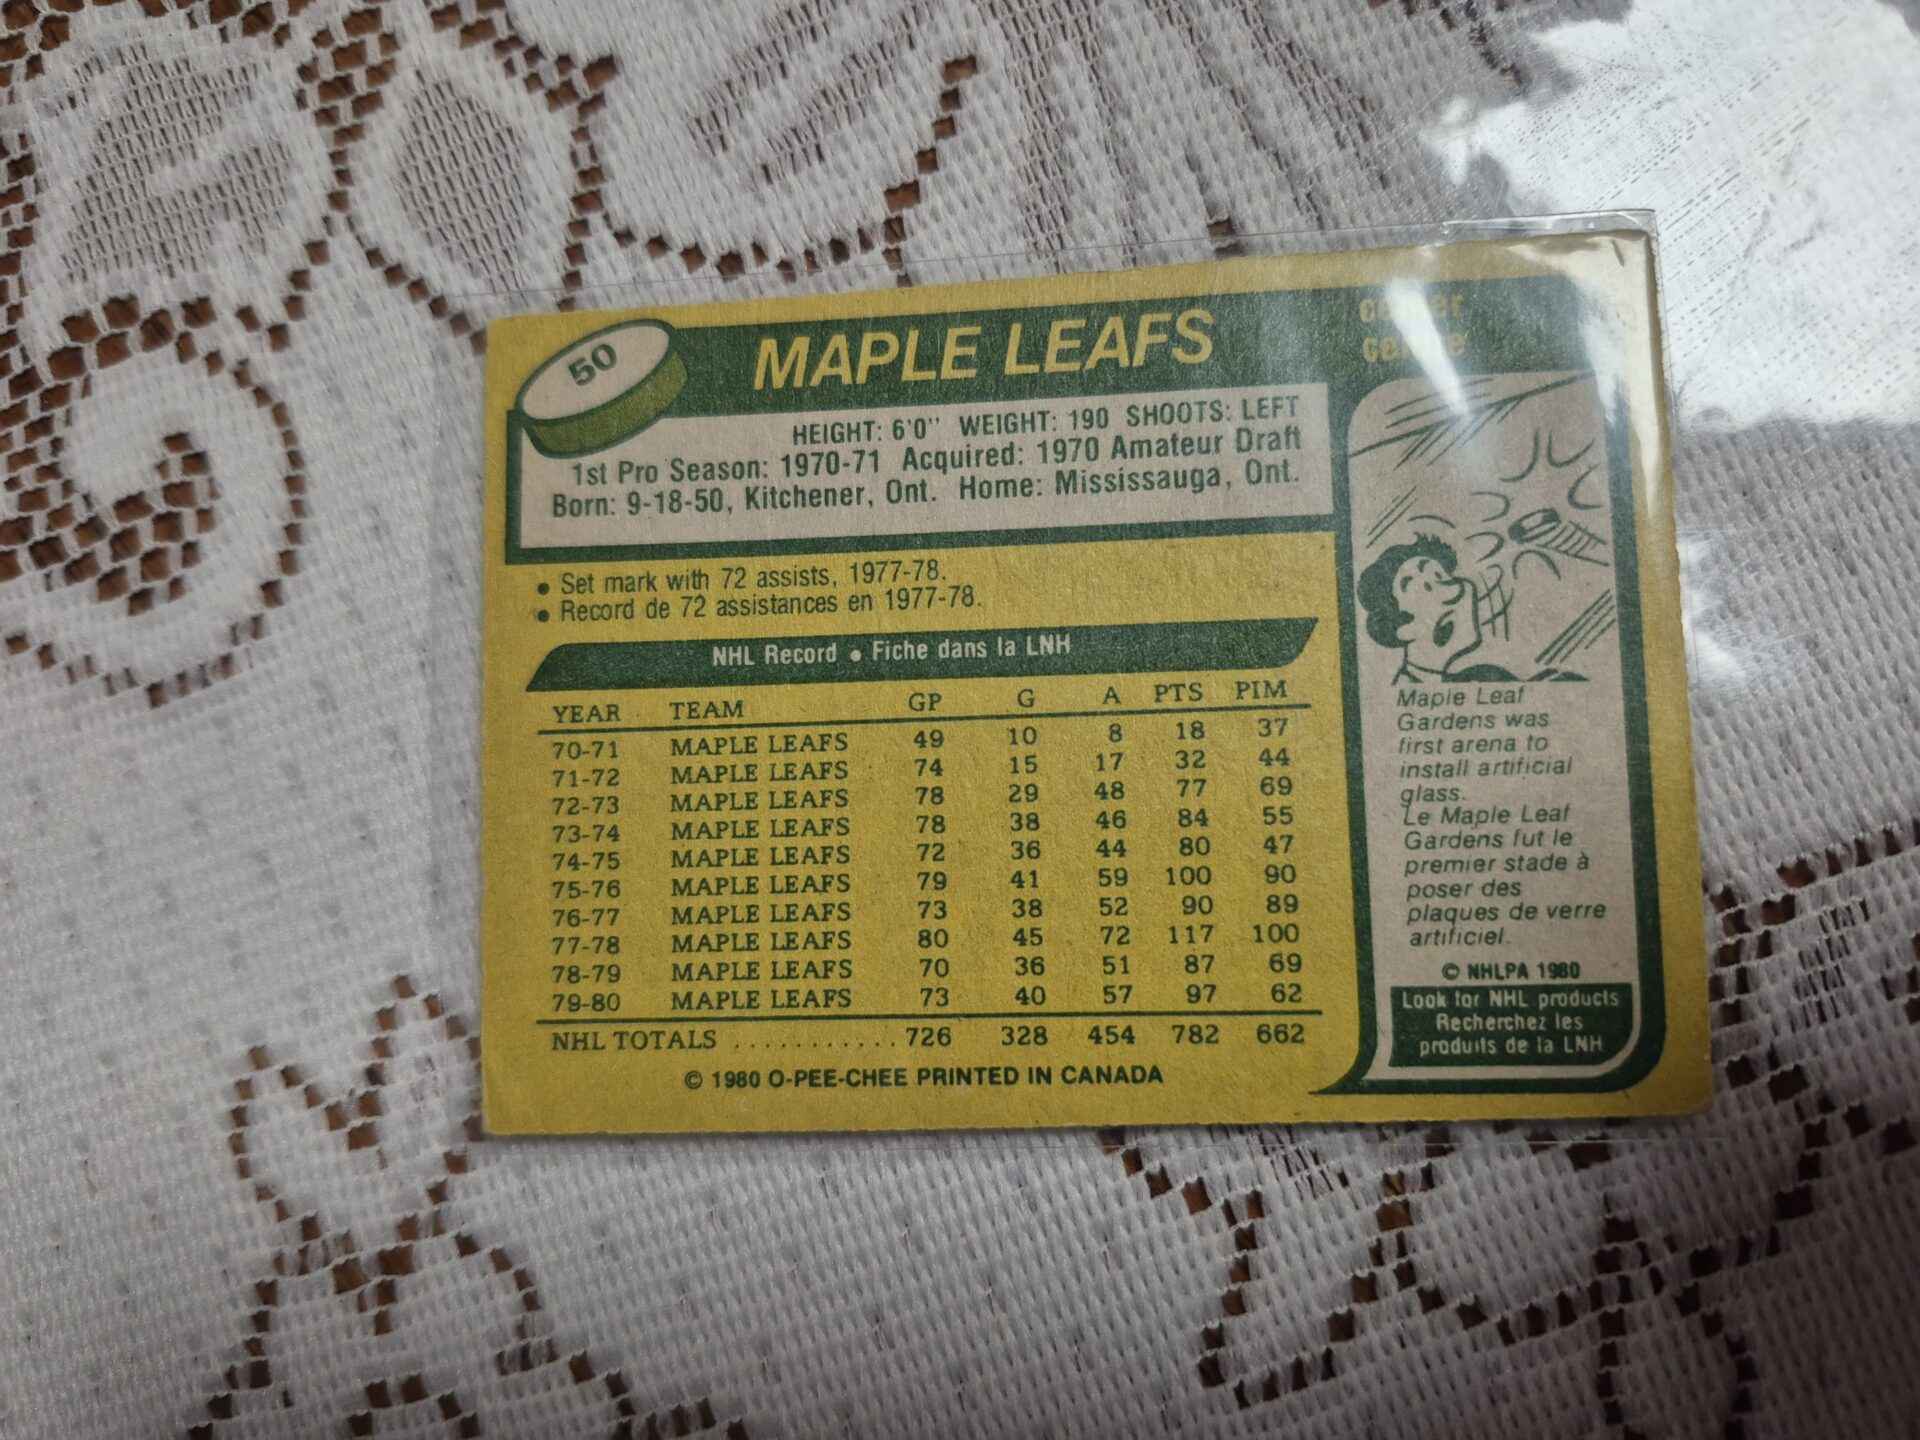 50
MAPLE LEAFS
HEIGHT: 6'0" WEIGHT: 190 SHOOTS: LEFT
1st Pro Season: 1970-71 Acquired: 1970 Amateur Draft
Born: 9-18-50, Kitchener, Ont. Home: Mississauga, Ont.
• Set mark with 72 assists, 1977-78.
• Record de 72 assistances en 1977-78.
NHL Record • Fiche dans la LNH
YEAR TEAM GP G A PTS PIM
70-71 MAPLE LEAFS 49 10 8 18 37
71-72 MAPLE LEAFS 74 15 17 32 44
72-73 MAPLE LEAFS 78 29 48 77 69
73-74 MAPLE LEAFS 78 38 46 84 55
74-75 MAPLE LEAFS 72 36 44 80 47
75-76 MAPLE LEAFS 79 41 59 100 90
76-77 MAPLE LEAFS 73 38 52 90 89
77-78 MAPLE LEAFS 80 45 72 117 100
78-79 MAPLE LEAFS 70 36 51 87 69
79-80 MAPLE LEAFS 73 40 57 97 62
NHL TOTALS ........... 726 328 454 782 662
© 1980 O-PEE-CHEE PRINTED IN CANADA
Maple Leaf
Gardens was
first arena to
install artificial
glass.
Le Maple Leaf
Gardens fut le
premier stade à
poser des
plaques de verre
artificiel.
© NHLPA 1980
Look for NHL products
Recherchez les
produits de la LNH